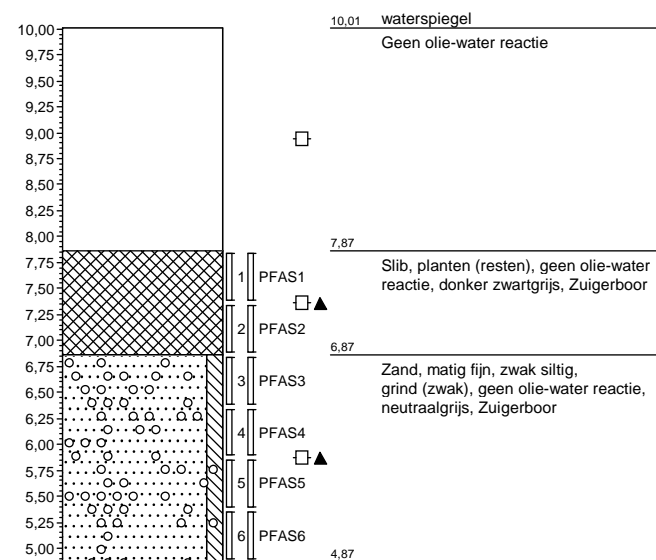 10,01 waterspiegel
10,00
Geen olie-water reactie
9,75
9,50
9,25
9,00
8,75
8,50
8,25
8,00
7,87
7,75
1 PFAS1
Slib, planten (resten), geen olie-water
reactie, donker zwartgrijs, Zuigerboor
7,50
7,25
2 PFAS2
7,00
6,87
6,75
3 PFAS3
Zand, matig fijn, zwak siltig,
grind (zwak), geen olie-water reactie,
neutraalgrijs, Zuigerboor
6,50
6,25
4 PFAS4
6,00
5,75
5 PFAS5
5,50
5,25
6 PFAS6
5,00
4,87